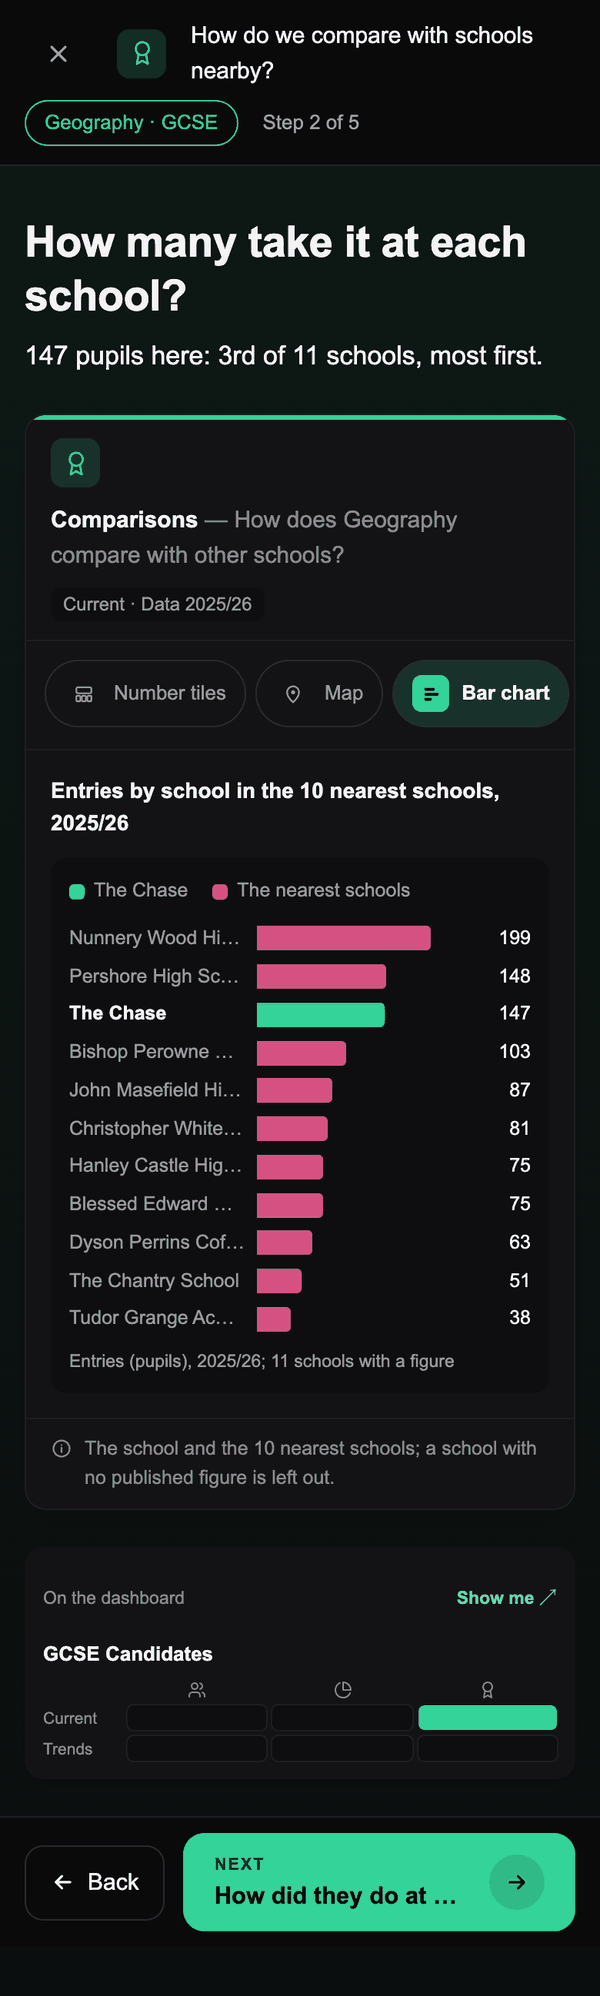 How do we compare with schools
nearby?
Geography · GCSE
Step 2 of 5
How many take it at each
school?
147 pupils here: 3rd of 11 schools, most first.
Comparisons — How does Geography
compare with other schools?
Current · Data 2025/26
Number tiles
Map
Bar chart
Entries by school in the 10 nearest schools,
2025/26
The Chase
The nearest schools
Nunnery Wood Hi... 199
Pershore High Sc... 148
The Chase 147
Bishop Perowne ... 103
John Masefield Hi... 87
Christopher White... 81
Hanley Castle Hig... 75
Blessed Edward ... 75
Dyson Perrins Cof... 63
The Chantry School 51
Tudor Grange Ac... 38
Entries (pupils), 2025/26; 11 schools with a figure
The school and the 10 nearest schools; a school with
no published figure is left out.
On the dashboard
Show me ↗
GCSE Candidates
Current
Trends
← Back
NEXT
How did they do at ...
→